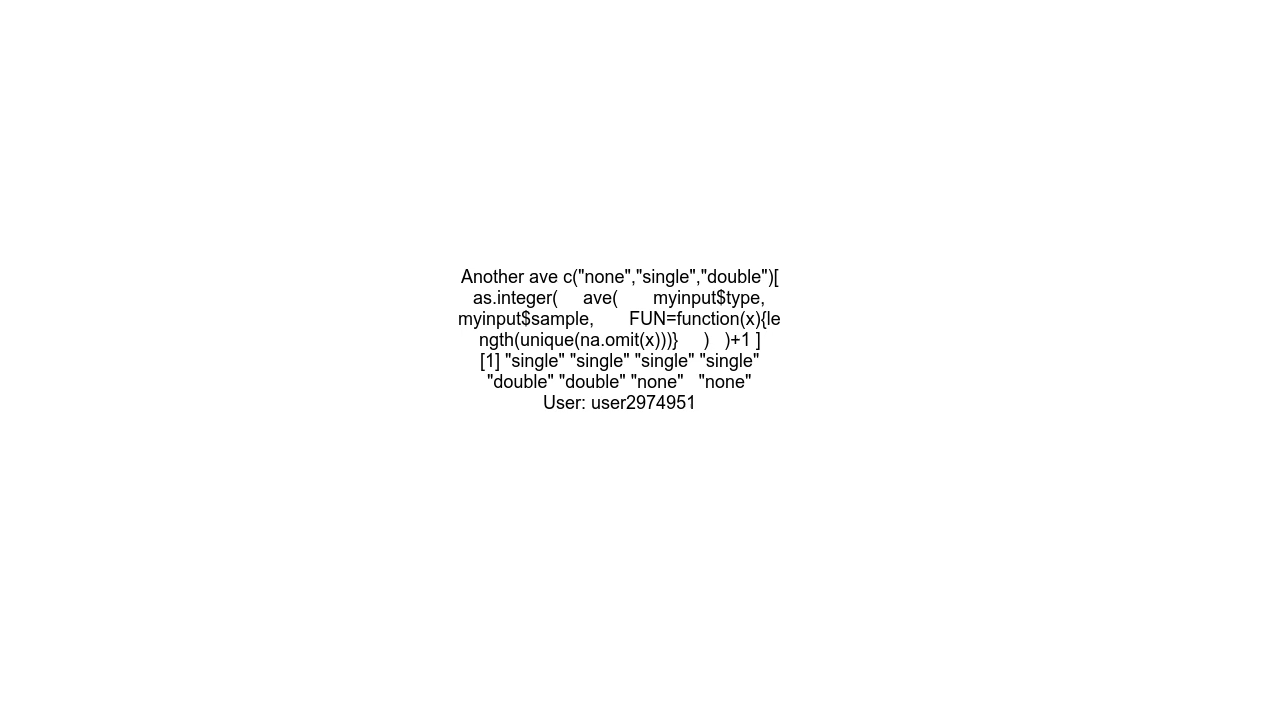 Another ave c("none","single","double")[
as.integer(     ave(       myinput$type,
myinput$sample,       FUN=function(x){le
ngth(unique(na.omit(x)))}     )   )+1 ]
[1] "single" "single" "single" "single"
"double" "double" "none"   "none"
User: user2974951